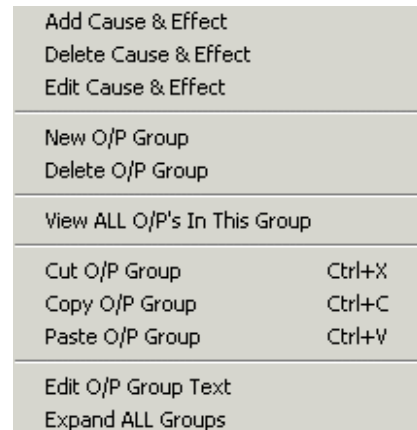 Add Cause & Effect
Delete Cause & Effect
Edit Cause & Effect
New O/P Group
Delete O/P Group
View ALL O/P's In This Group
Cut O/P Group Ctrl+X
Copy O/P Group Ctrl+C
Paste O/P Group Ctrl+V
Edit O/P Group Text
Expand ALL Groups